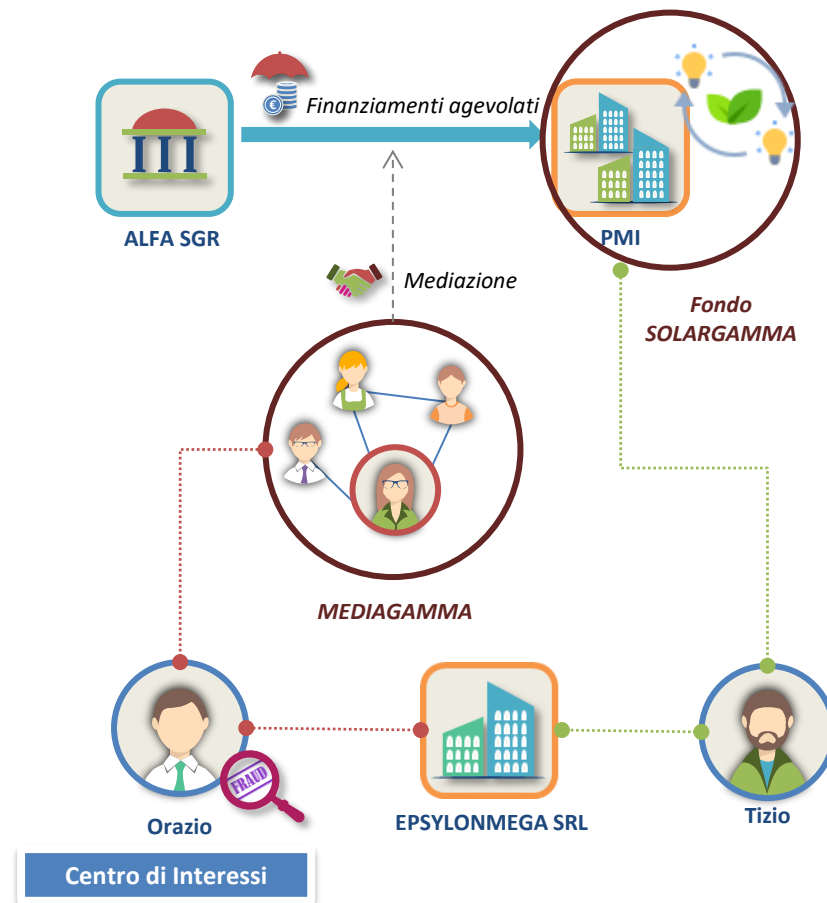 Finanziamenti agevolati
€
ALFA SGR
PMI
Mediazione
Fondo
SOLARGAMMA
MEDIAGAMMA
FRAUD
Orazio
EPSYLONMEGA SRL
Tizio
Centro di Interessi